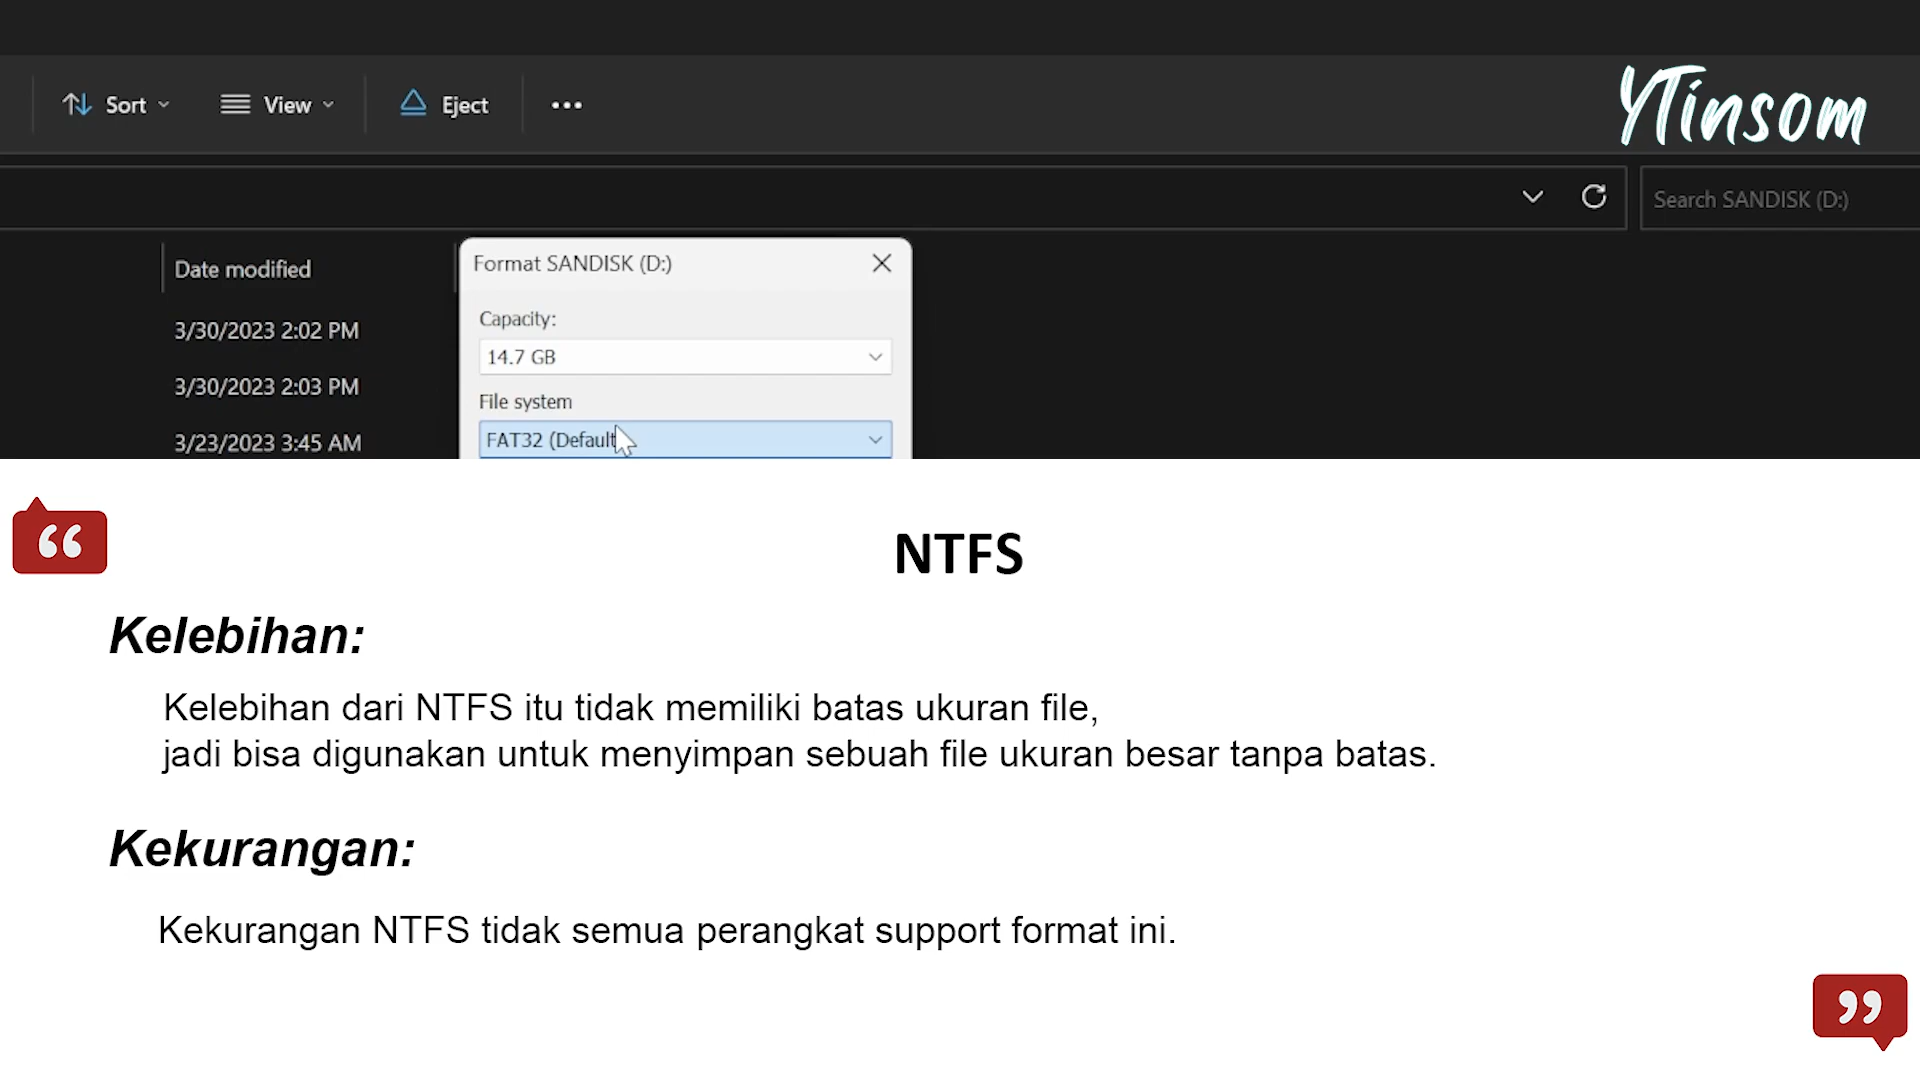 Sort
View
Eject
YTinsom
Search SANDISK (D:)
Date modified
3/30/2023 2:02 PM
3/30/2023 2:03 PM
3/23/2023 3:45 AM
Format SANDISK (D:)
Capacity:
14.7 GB
File system
FAT32 (Default
“
NTFS
Kelebihan:
Kelebihan dari NTFS itu tidak memiliki batas ukuran file,
jadi bisa digunakan untuk menyimpan sebuah file ukuran besar tanpa batas.
Kekurangan:
Kekurangan NTFS tidak semua perangkat support format ini.
”